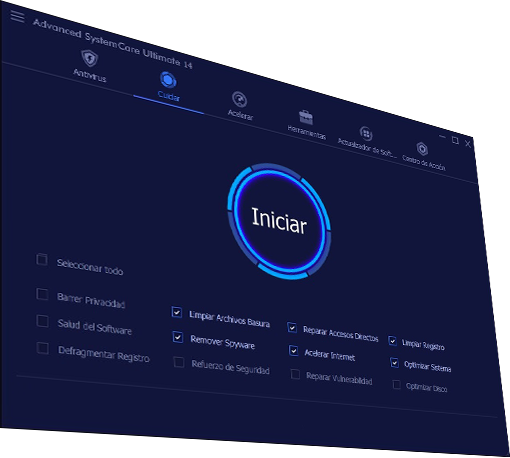 Advanced SystemCare Ultimate 14
Antivirus
Cuidar
Acelerar
Herramientas
Actualizador de Soft...
Centro de Acción
Iniciar
Seleccionar todo
Barrer Privacidad
Limpiar Archivos Basura
Reparar Accesos Directos
Limpiar Registro
Salud del Software
Remover Spyware
Acelerar Internet
Optimizar Sistema
Defragmentar Registro
Refuerzo de Seguridad
Reparar Vulnerabilidad
Optimizar Disco